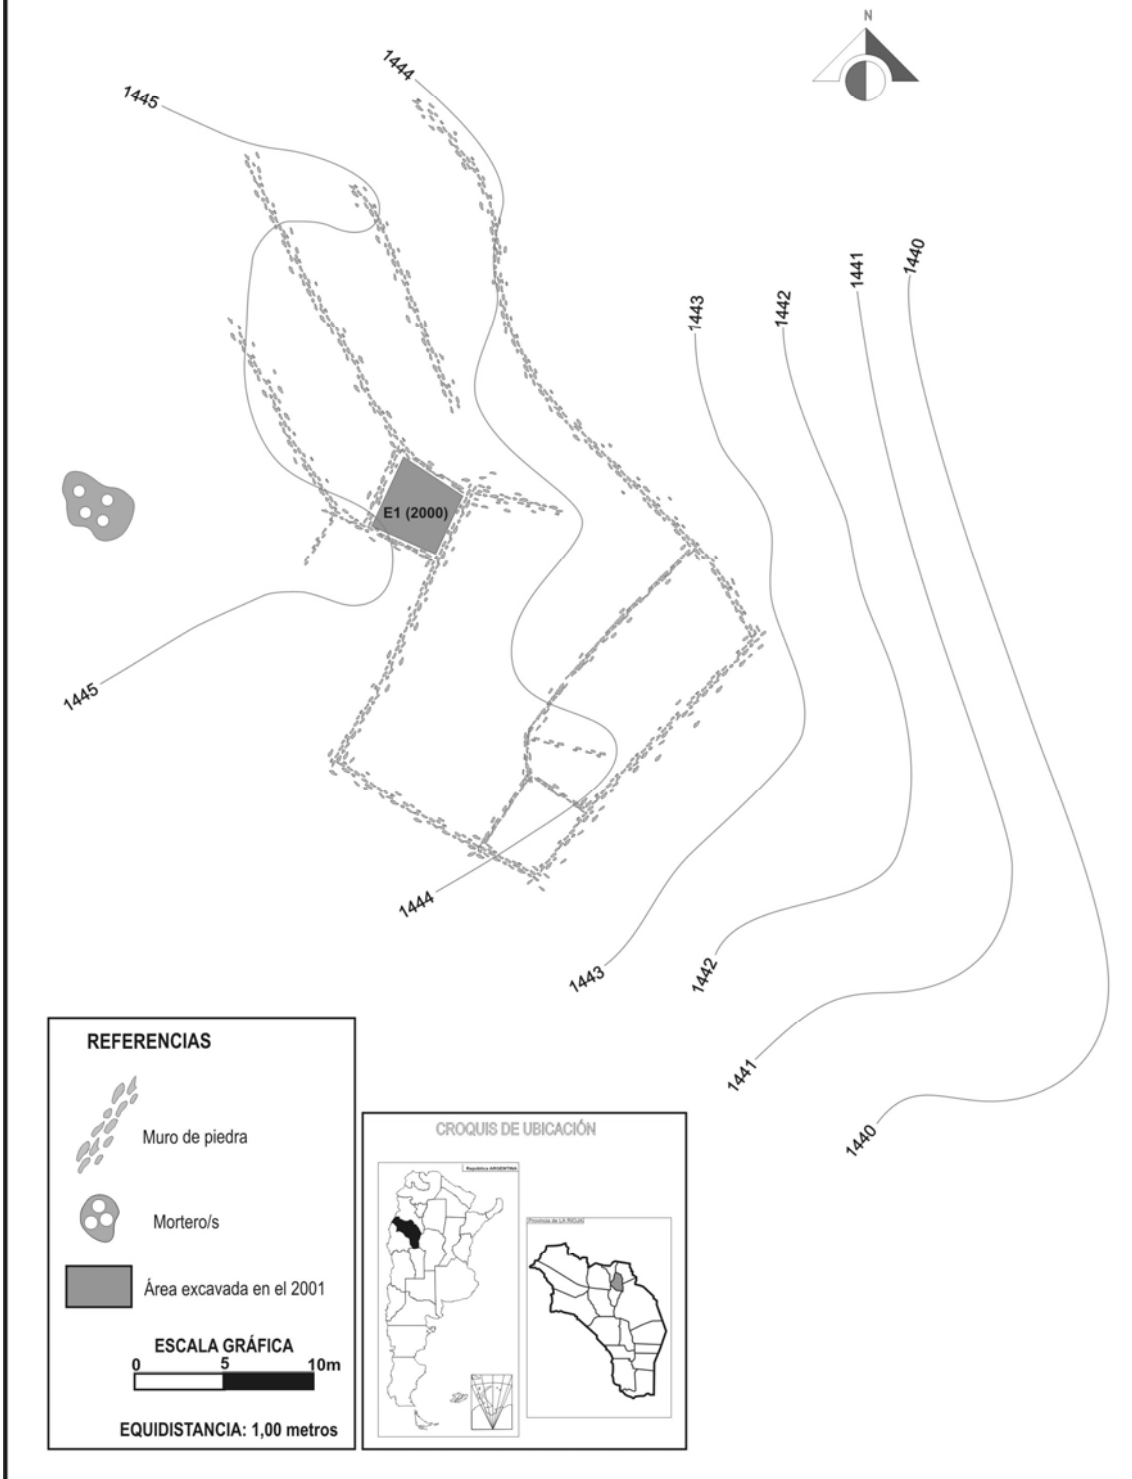 N
1444
1445
1440
1441
1442
1443
E1 (2000)
1445
1444
1443
1442
1441
1440
REFERENCIAS
Muro de piedra
Mortero/s
Área excavada en el 2001
ESCALA GRÁFICA
0 5 10m
EQUIDISTANCIA: 1,00 metros
CROQUIS DE UBICACIÓN
República ARGENTINA
Provincia de LA RIOJA